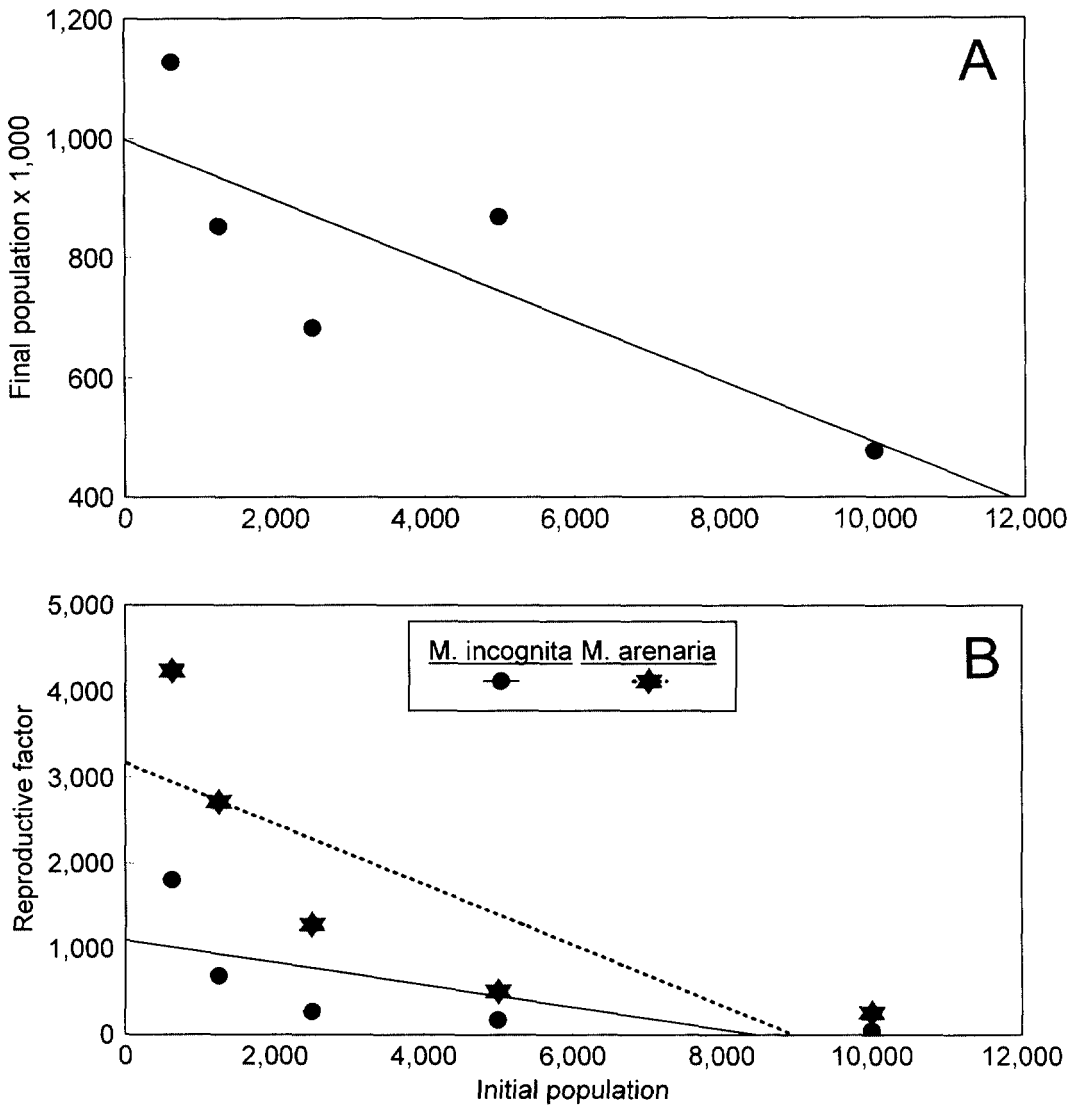 A
Final population x 1,000
1,200
1,000
800
600
400
0 2,000 4,000 6,000 8,000 10,000 12,000
B
M. incognita M. arenaria
Reproductive factor
5,000
4,000
3,000
2,000
1,000
0
0 2,000 4,000 6,000 8,000 10,000 12,000
Initial population